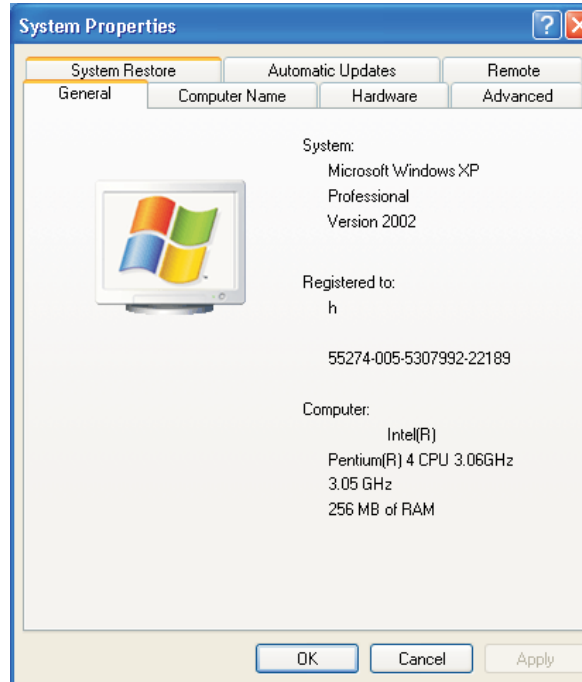 System Properties
System Restore Automatic Updates Remote
General Computer Name Hardware Advanced
System:
Microsoft Windows XP
Professional
Version 2002
Registered to:
h
55274-005-5307992-22189
Computer:
Intel(R)
Pentium(R) 4 CPU 3.06GHz
3.05 GHz
256 MB of RAM
OK Cancel Apply